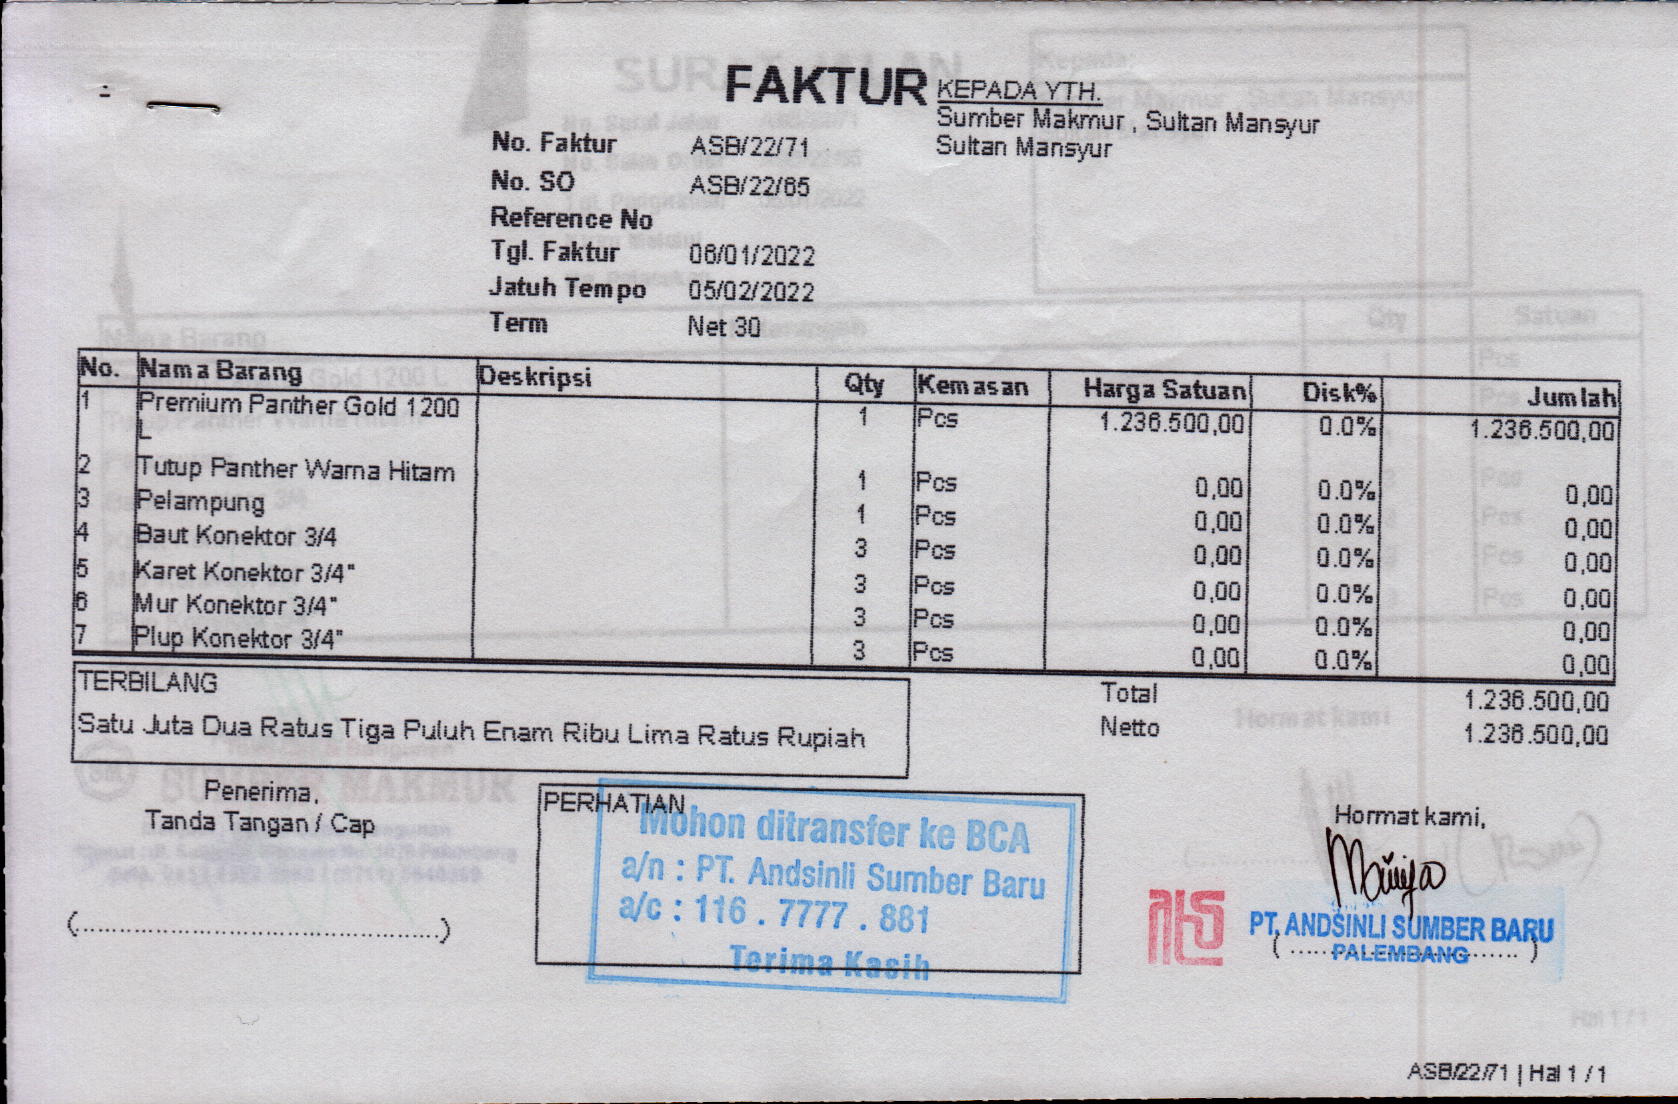 FAKTUR
KEPADA YTH.
Sumber Makmur , Sultan Mansyur
Sultan Mansyur
No. Faktur ASB/22/71
No. SO ASB/22/65
Reference No
Tgl. Faktur 06/01/2022
Jatuh Tempo 05/02/2022
Term Net 30
No. Nama Barang Deskripsi Qty Kemasan Harga Satuan Disk% Jumlah
1 Premium Panther Gold 1200 L 1 Pcs 1.236.500,00 0.0% 1.236.500,00
2 Tutup Panther Warna Hitam 1 Pcs 0,00 0.0% 0,00
3 Pelampung 1 Pcs 0,00 0.0% 0,00
4 Baut Konektor 3/4 3 Pcs 0,00 0.0% 0,00
5 Karet Konektor 3/4" 3 Pcs 0,00 0.0% 0,00
6 Mur Konektor 3/4" 3 Pcs 0,00 0.0% 0,00
7 Plup Konektor 3/4" 3 Pcs 0,00 0.0% 0,00
TERBILANG
Satu Juta Dua Ratus Tiga Puluh Enam Ribu Lima Ratus Rupiah
Total 1.236.500,00
Netto 1.236.500,00
Penerima,
Tanda Tangan / Cap
(..............................................)
PERHATIAN
Mohon ditransfer ke BCA
a/n : PT. Andsinli Sumber Baru
a/c : 116 . 7777 . 881
Terima Kasih
Hormat kami,
PT. ANDSINLI SUMBER BARU
PALEMBANG
ASB/22/71 | Hal 1 / 1